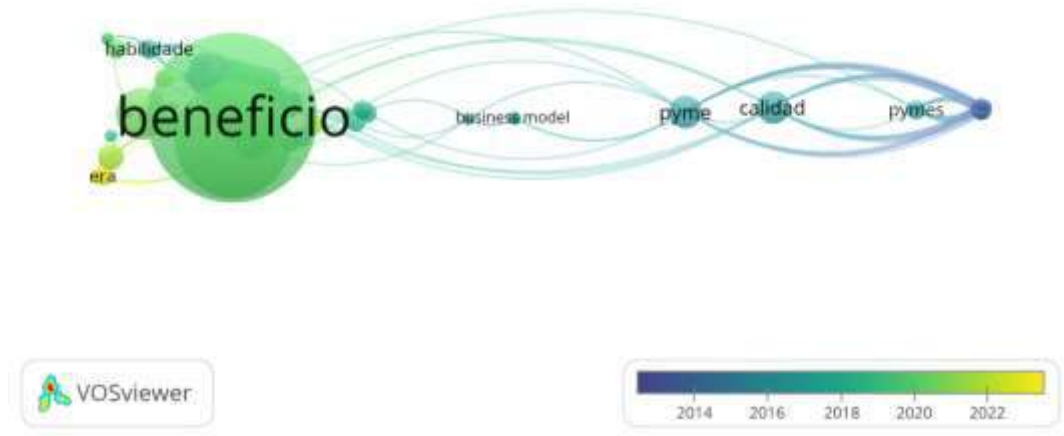 habilidade
beneficio
era
business model
pyme
calidad
pymes
VOSviewer
2014 2016 2018 2020 2022